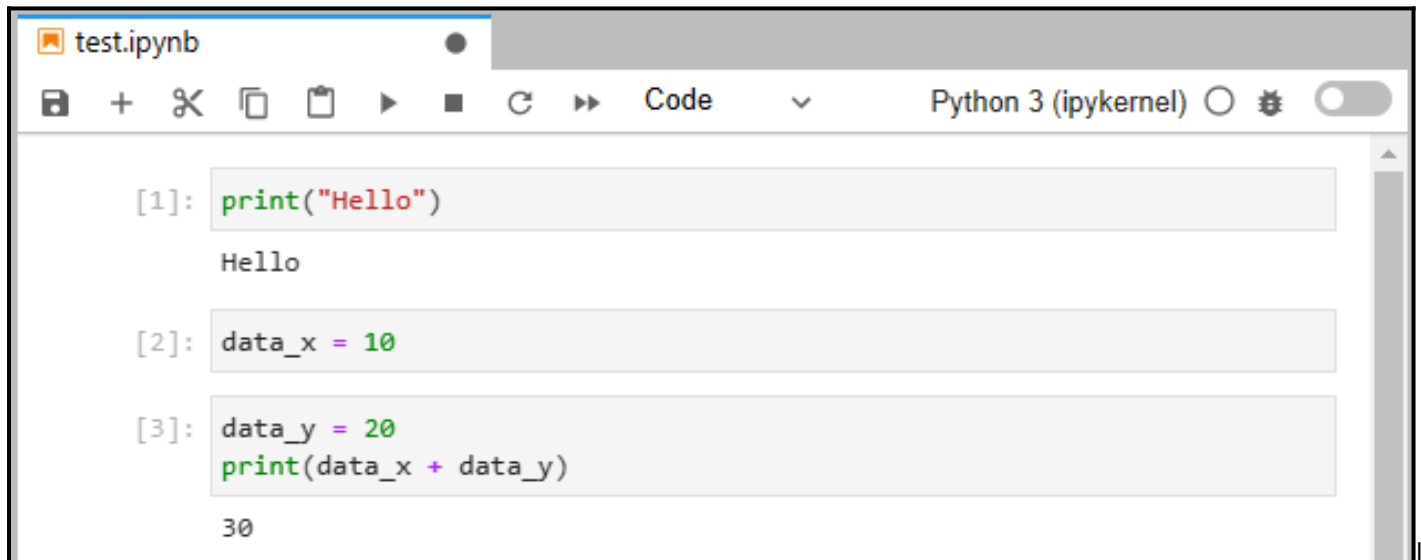 test.ipynb
Code Python 3 (ipykernel)
[1]: print("Hello")
Hello
[2]: data_x = 10
[3]: data_y = 20
print(data_x + data_y)
30